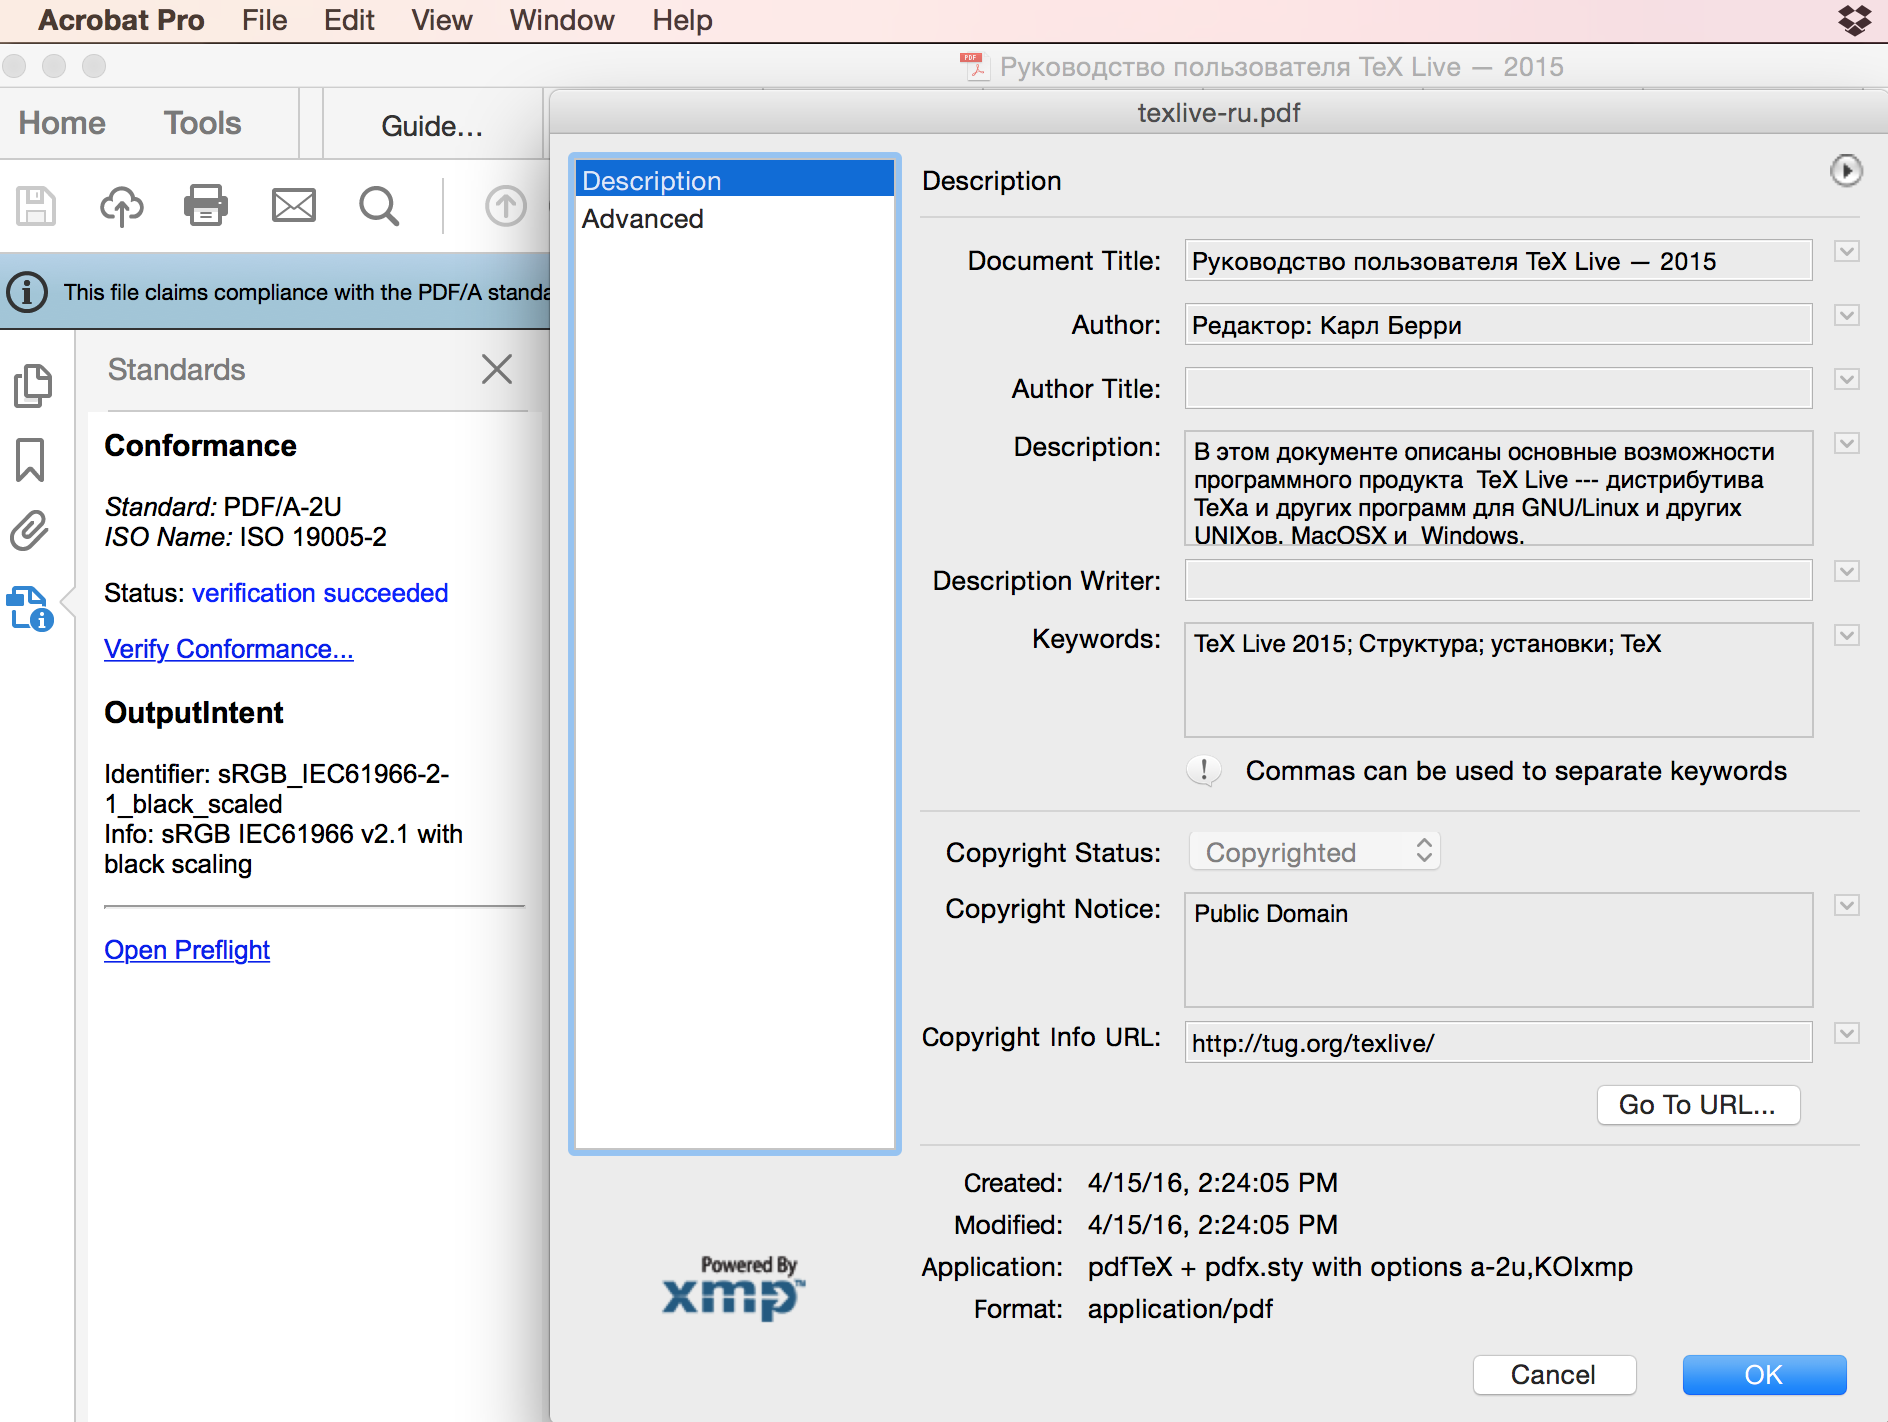 Acrobat Pro File Edit View Window Help
Руководство пользователя TeX Live — 2015
Home Tools Guide...
texlive-ru.pdf
This file claims compliance with the PDF/A standa
Standards
Conformance
Standard: PDF/A-2U
ISO Name: ISO 19005-2
Status: verification succeeded
Verify Conformance...
OutputIntent
Identifier: sRGB_IEC61966-2-
1_black_scaled
Info: sRGB IEC61966 v2.1 with
black scaling
Open Preflight
Description
Advanced
Description
Document Title: Руководство пользователя TeX Live — 2015
Author: Редактор: Карл Берри
Author Title:
Description: В этом документе описаны основные возможности
программного продукта  TeX Live --- дистрибутива
TeXа и других программ для GNU/Linux и других
UNIXов, MacOSX и  Windows.
Description Writer:
Keywords: TeX Live 2015; Структура; установки; TeX
! Commas can be used to separate keywords
Copyright Status: Copyrighted
Copyright Notice: Public Domain
Copyright Info URL: http://tug.org/texlive/
Go To URL...
Created: 4/15/16, 2:24:05 PM
Modified: 4/15/16, 2:24:05 PM
Application: pdfTeX + pdfx.sty with options a-2u,KOIxmp
Format: application/pdf
Powered By
xmp™
Cancel OK